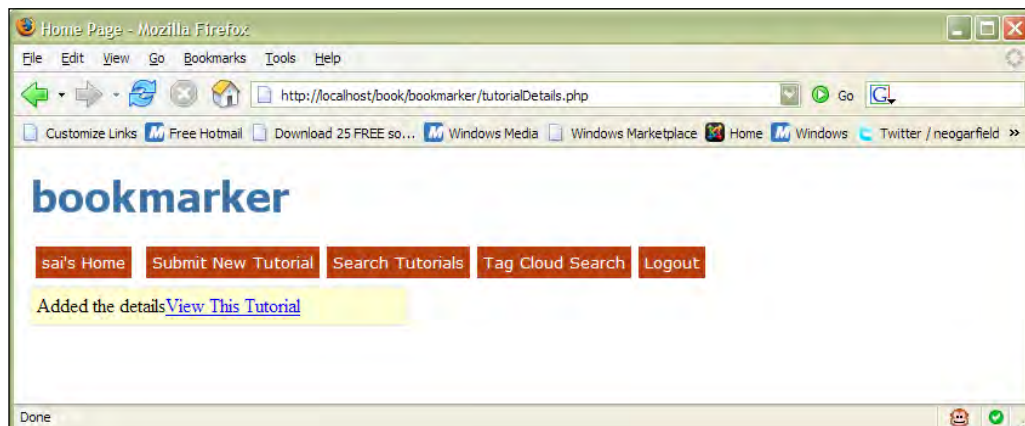 Home Page - Mozilla Firefox
File Edit View Go Bookmarks Tools Help
http://localhost/book/bookmarker/tutorialDetails.php Go G
Customize Links Free Hotmail Download 25 FREE so... Windows Media Windows Marketplace Home Windows Twitter / neogarfield »
bookmarker
sai's Home Submit New Tutorial Search Tutorials Tag Cloud Search Logout
Added the detailsView This Tutorial
Done